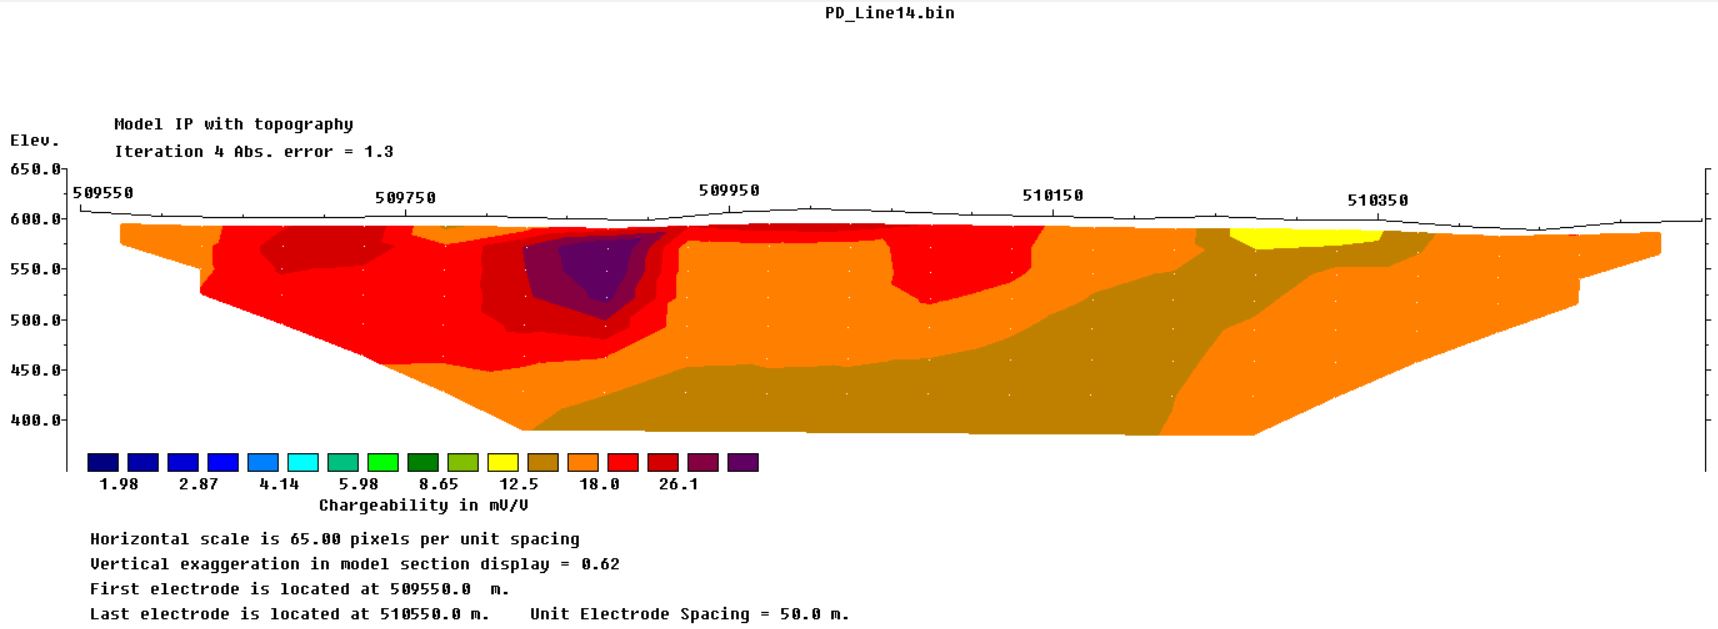 PD_Line14.bin
Model IP with topography
Elev.
Iteration 4 Abs. error = 1.3
650.0
509550 509750 509950 510150 510350
600.0
550.0
500.0
450.0
400.0
1.98 2.87 4.14 5.98 8.65 12.5 18.0 26.1
Chargeability in mV/V
Horizontal scale is 65.00 pixels per unit spacing
Vertical exaggeration in model section display = 0.62
First electrode is located at 509550.0 m.
Last electrode is located at 510550.0 m. Unit Electrode Spacing = 50.0 m.